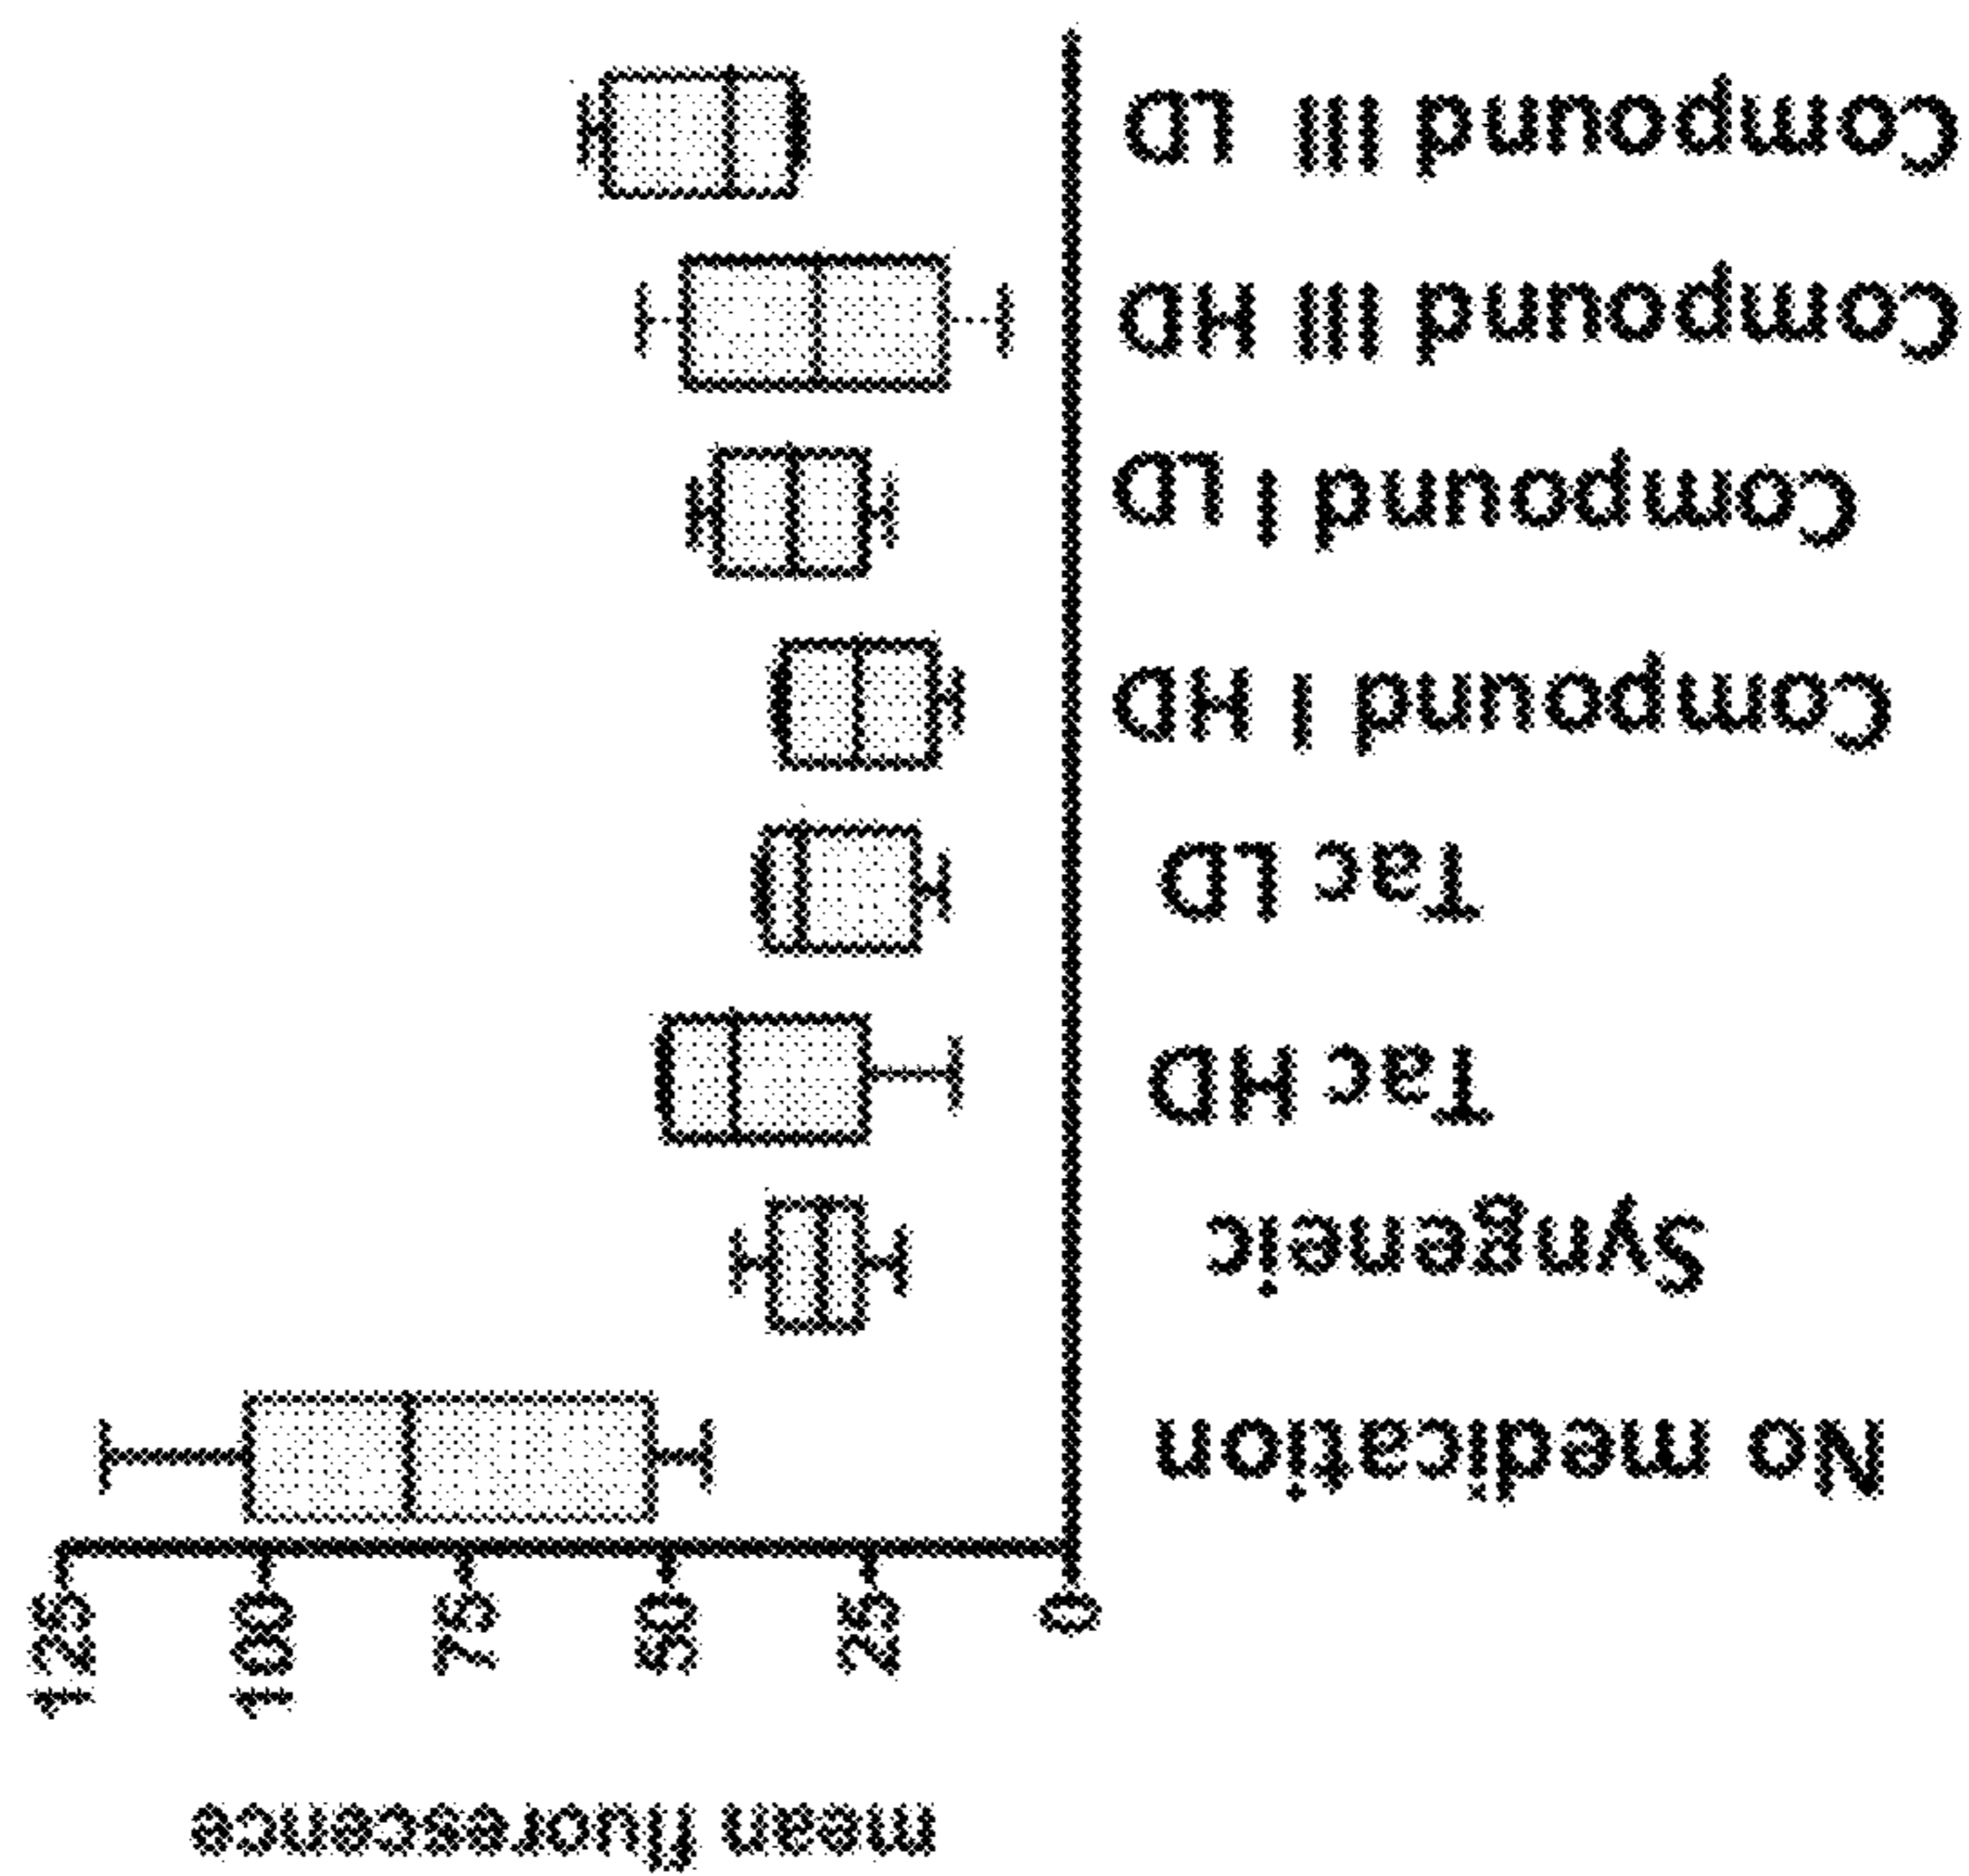 mean fluorescence
0
25
50
75
100
125
No medication
Syngeneic
Tac HD
Tac LD
Compound I HD
Compound I LD
Compound III HD
Compound III LD